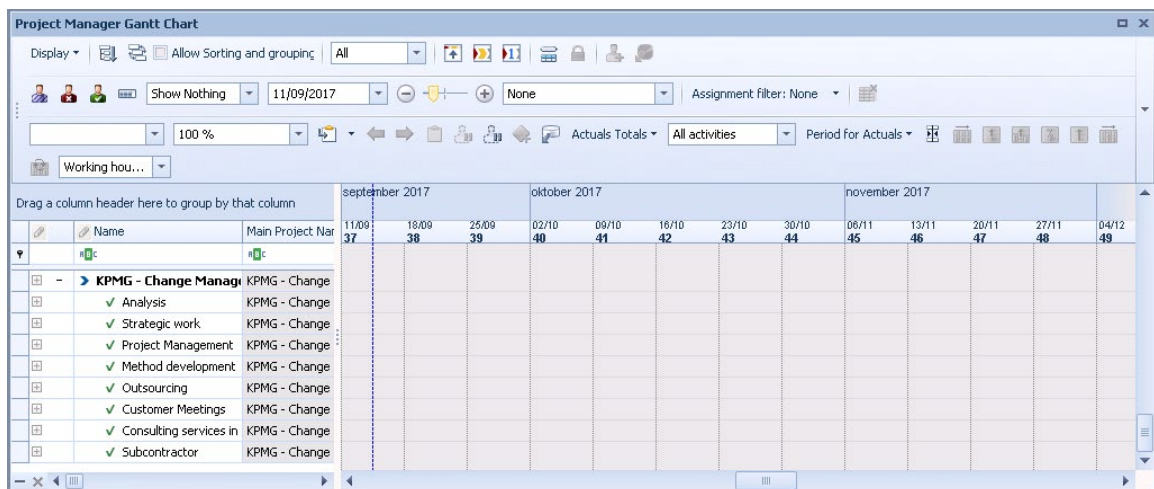 Project Manager Gantt Chart
Display Allow Sorting and grouping All
Show Nothing 11/09/2017 None Assignment filter: None
100 % Actuals Totals All activities Period for Actuals
Working hou...
Drag a column header here to group by that column
september 2017 oktober 2017 november 2017
Name Main Project Nar
11/09 18/09 25/09 02/10 09/10 16/10 23/10 30/10 06/11 13/11 20/11 27/11 04/12
37 38 39 40 41 42 43 44 45 46 47 48 49
KPMG - Change Manage KPMG - Change
Analysis KPMG - Change
Strategic work KPMG - Change
Project Management KPMG - Change
Method development KPMG - Change
Outsourcing KPMG - Change
Customer Meetings KPMG - Change
Consulting services in KPMG - Change
Subcontractor KPMG - Change